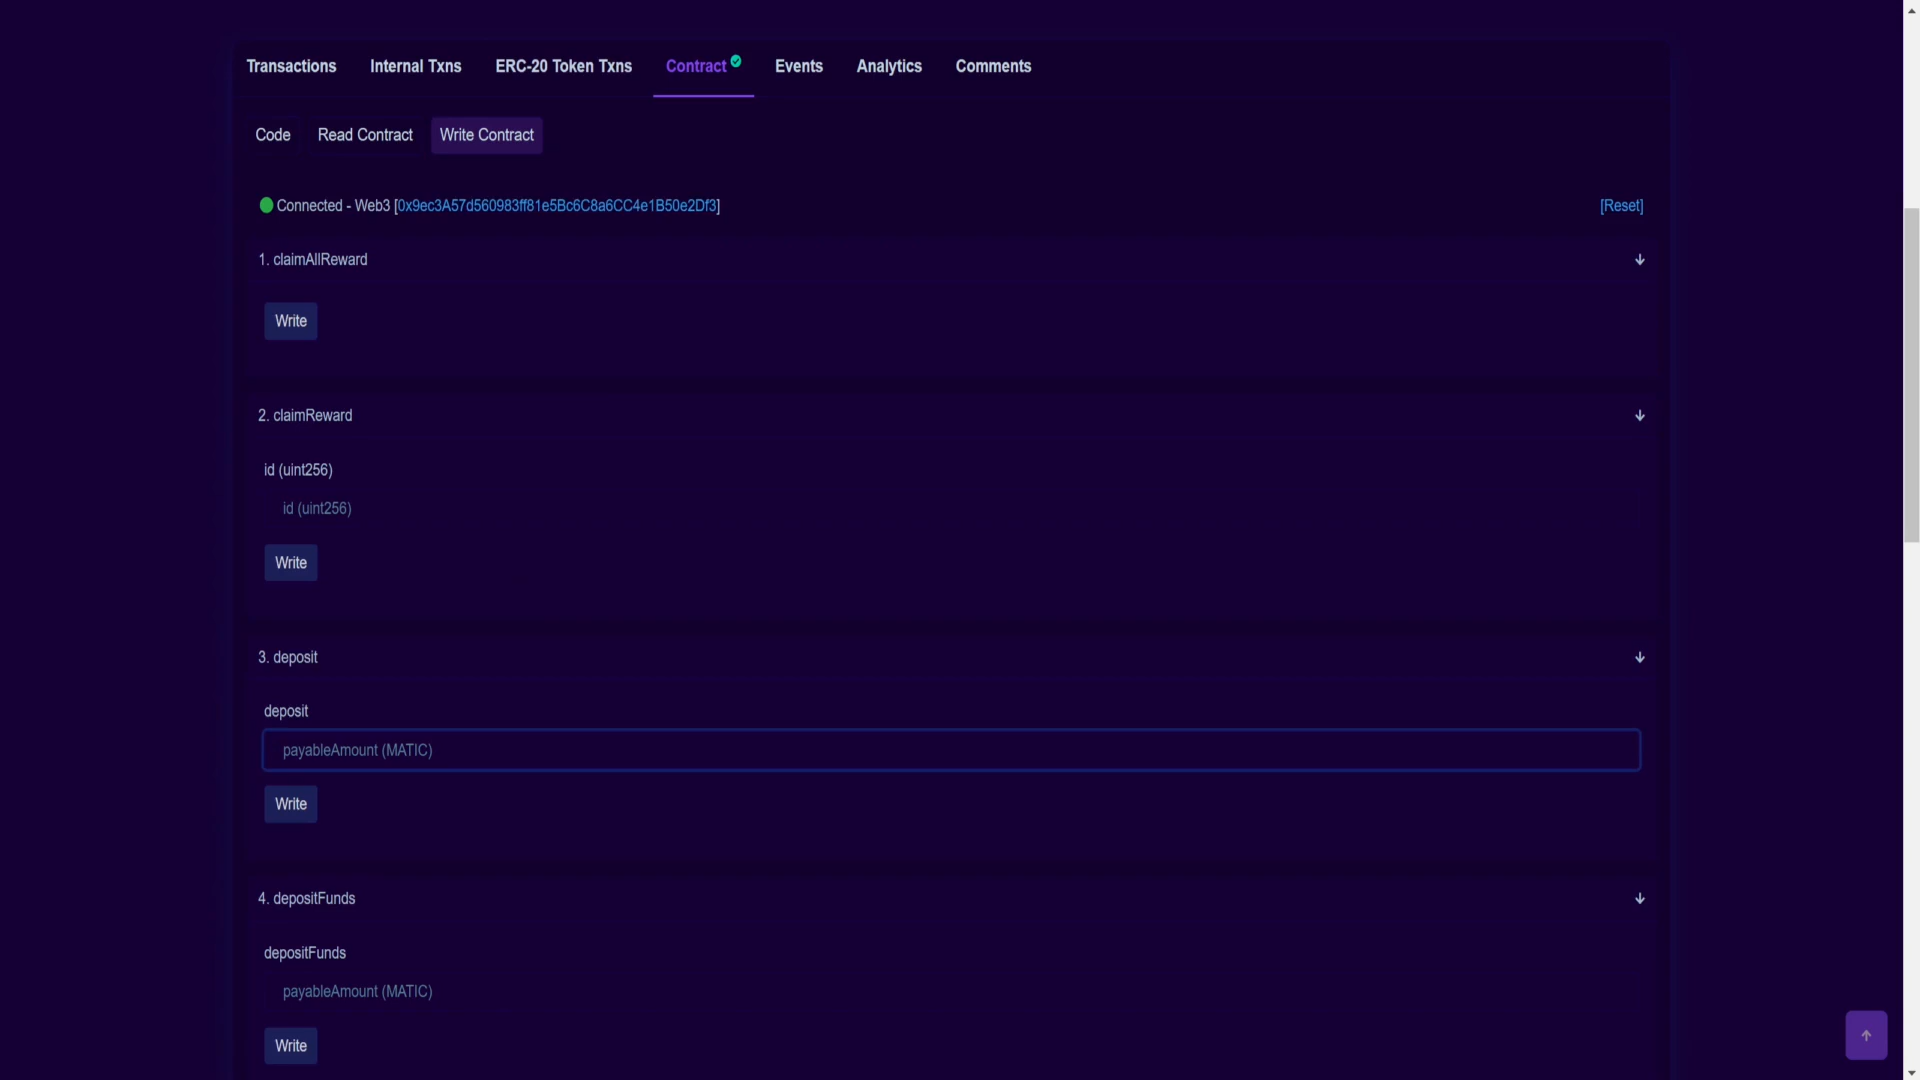 Transactions Internal Txns ERC-20 Token Txns Contract Events Analytics Comments
Code Read Contract Write Contract
Connected - Web3 [0x9ec3A57d560983ff81e5Bc6C8a6CC4e1B50e2Df3] [Reset]
1. claimAllReward
Write
2. claimReward
id (uint256)
id (uint256)
Write
3. deposit
deposit
payableAmount (MATIC)
Write
4. depositFunds
depositFunds
payableAmount (MATIC)
Write